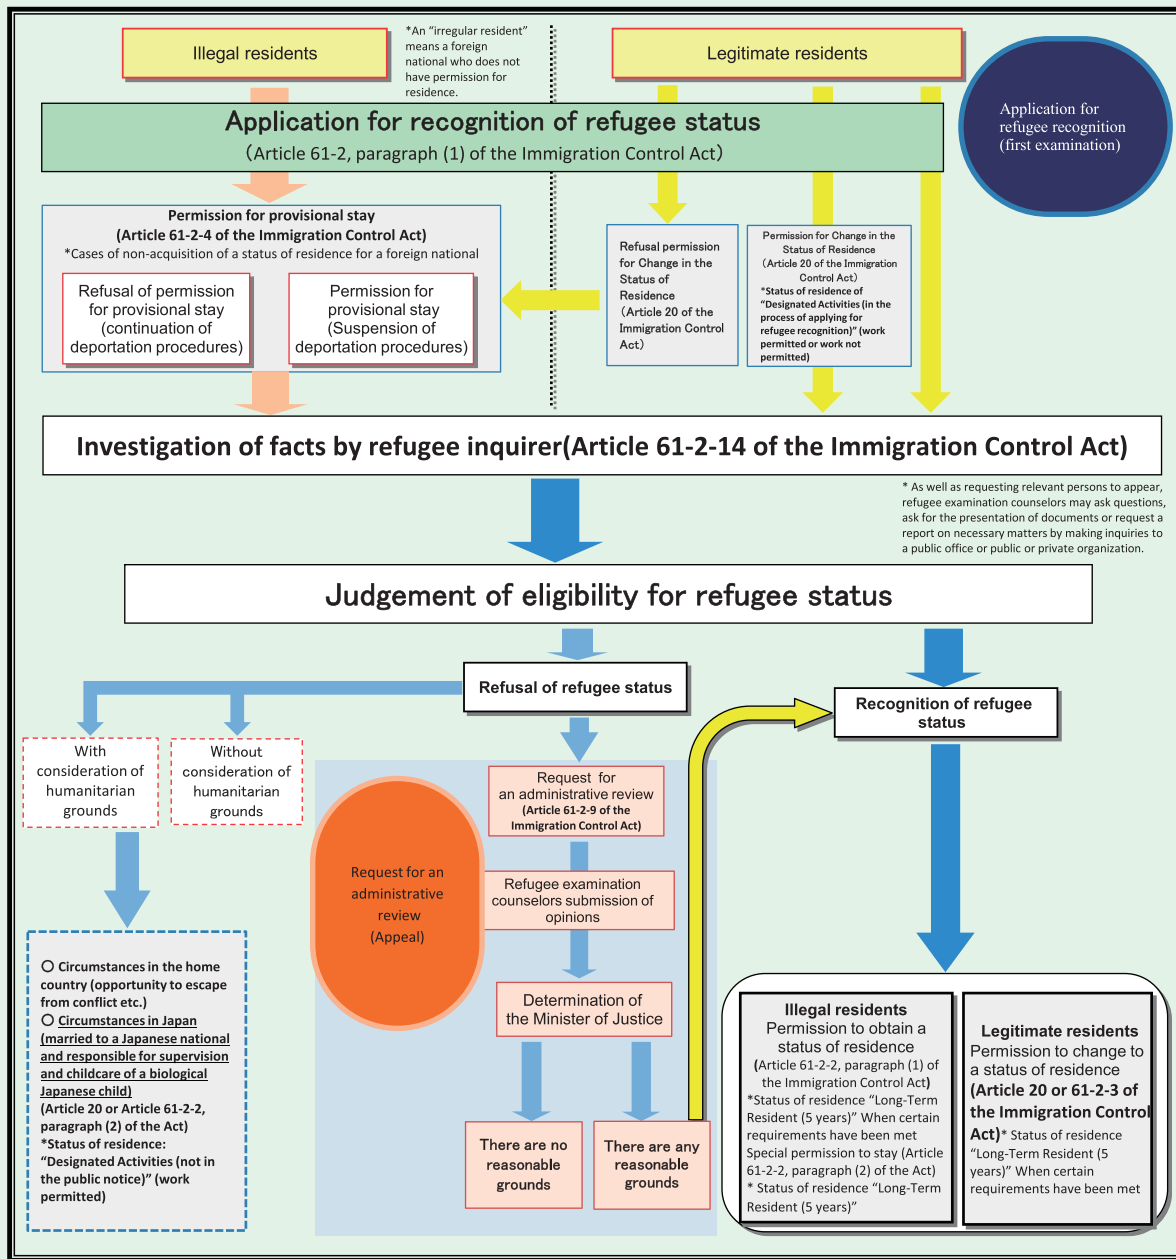 Illegal residents
*An “irregular resident”
means a foreign
national who does not
have permission for
residence.
Legitimate residents
Application for
refugee recognition
(first examination)
Application for recognition of refugee status
(Article 61-2, paragraph (1) of the Immigration Control Act)
Permission for provisional stay
(Article 61-2-4 of the Immigration Control Act)
*Cases of non-acquisition of a status of residence for a foreign national
Refusal of permission
for provisional stay
(continuation of
deportation procedures)
Permission for
provisional stay
(Suspension of
deportation procedures)
Refusal permission
for Change in the
Status of
Residence
(Article 20 of the
Immigration Control
Act)
Permission for Change in the
Status of Residence
(Article 20 of the Immigration
Control Act)
*Status of residence of
“Designated Activities (in the
process of applying for
refugee recognition)” (work
permitted or work not
permitted)
Investigation of facts by refugee inquirer(Article 61-2-14 of the Immigration Control Act)
* As well as requesting relevant persons to appear,
refugee examination counselors may ask questions,
ask for the presentation of documents or request a
report on necessary matters by making inquiries to
a public office or public or private organization.
Judgement of eligibility for refugee status
Refusal of refugee status
Recognition of refugee
status
With
consideration of
humanitarian
grounds
Without
consideration of
humanitarian
grounds
Request for an
administrative
review
(Appeal)
Request for
an administrative review
(Article 61-2-9 of the
Immigration Control Act)
Refugee examination
counselors submission of
opinions
Determination of
the Minister of Justice
There are no
reasonable
grounds
There are any
reasonable
grounds
○ Circumstances in the home
country (opportunity to escape
from conflict etc.)
○ Circumstances in Japan
(married to a Japanese national
and responsible for supervision
and childcare of a biological
Japanese child)
(Article 20 or Article 61-2-2,
paragraph (2) of the Act)
*Status of residence:
“Designated Activities (not in
the public notice)” (work
permitted)
Illegal residents
Permission to obtain a
status of residence
(Article 61-2-2, paragraph (1) of
the Immigration Control Act)
*Status of residence “Long-Term
Resident (5 years)” When certain
requirements have been met
Special permission to stay (Article
61-2-2, paragraph (2) of the Act)
* Status of residence “Long-Term
Resident (5 years)”
Legitimate residents
Permission to change to
a status of residence
(Article 20 or 61-2-3 of
the Immigration Control
Act)* Status of residence
“Long-Term Resident (5
years)” When certain
requirements have been met